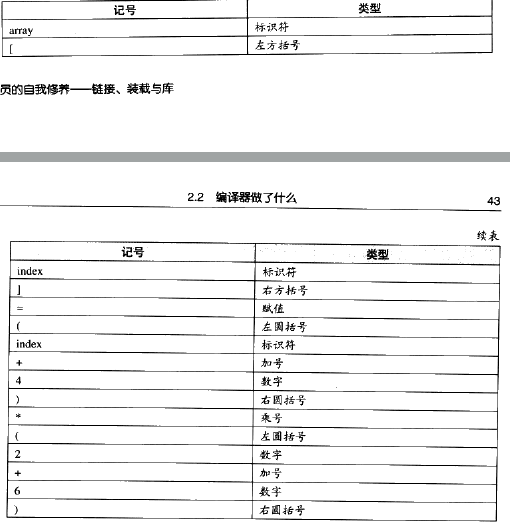 记号 类型
array 标识符
[ 左方括号
员的自我修养——链接、装载与库
2.2 编译器做了什么 43
续表
记号 类型
index 标识符
] 右方括号
= 赋值
( 左圆括号
index 标识符
+ 加号
4 数字
) 右圆括号
* 乘号
( 左圆括号
2 数字
+ 加号
6 数字
) 右圆括号